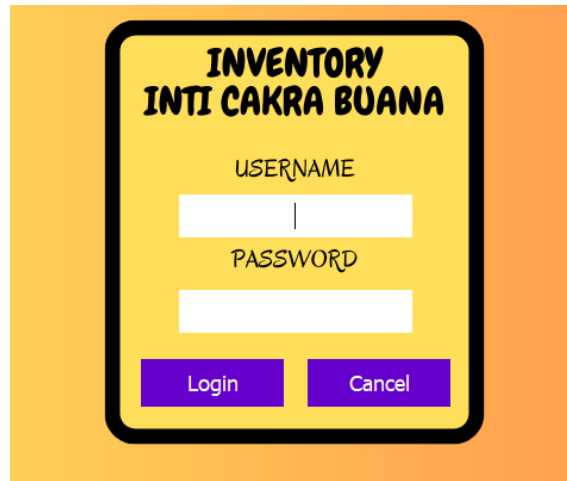 INVENTORY
INTI CAKRA BUANA
USERNAME
PASSWORD
Login Cancel